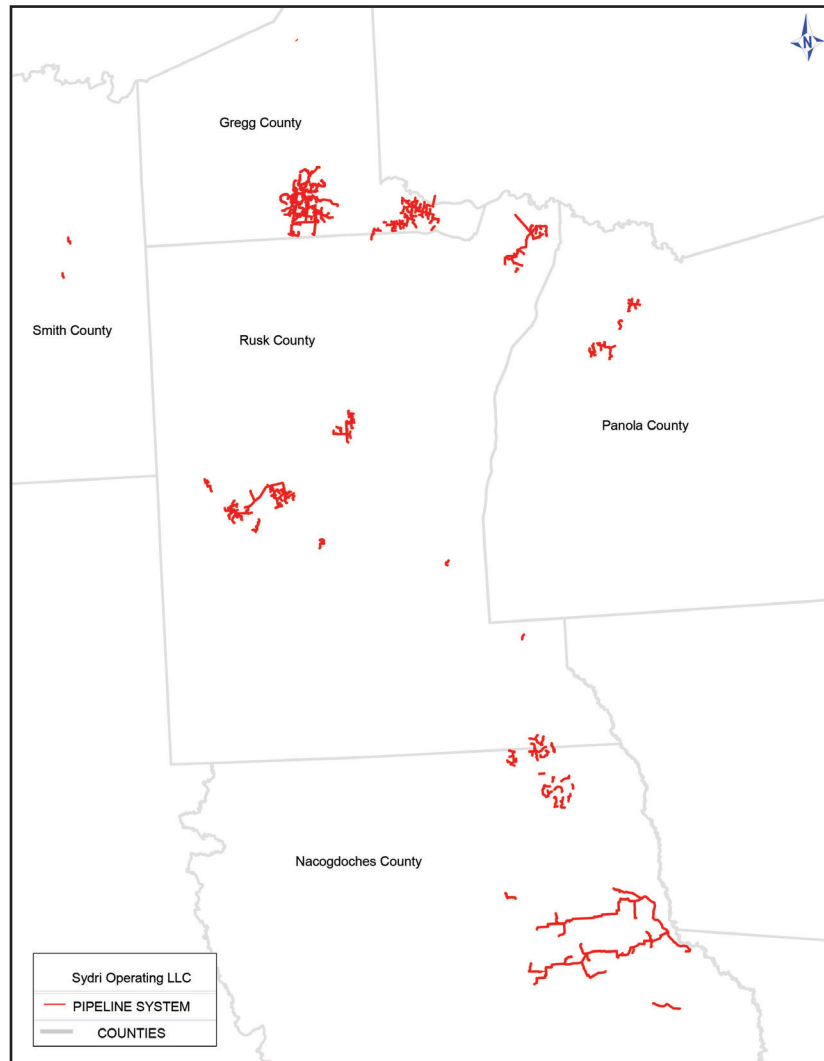 N
Gregg County
Smith County
Rusk County
Panola County
Nacogdoches County
Sydri Operating LLC
PIPELINE SYSTEM
COUNTIES